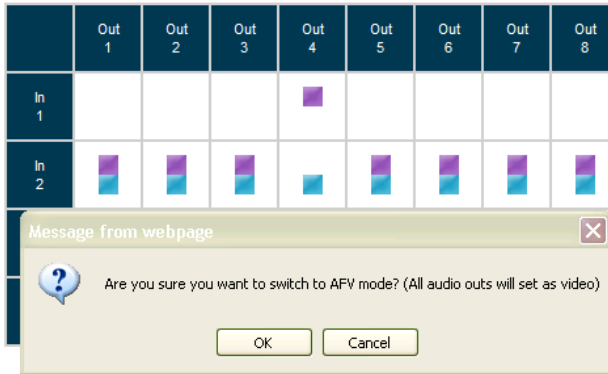 Out Out Out Out Out Out Out Out
1 2 3 4 5 6 7 8
In
1
In
2
Message from webpage
Are you sure you want to switch to AFV mode? (All audio outs will set as video)
OK Cancel